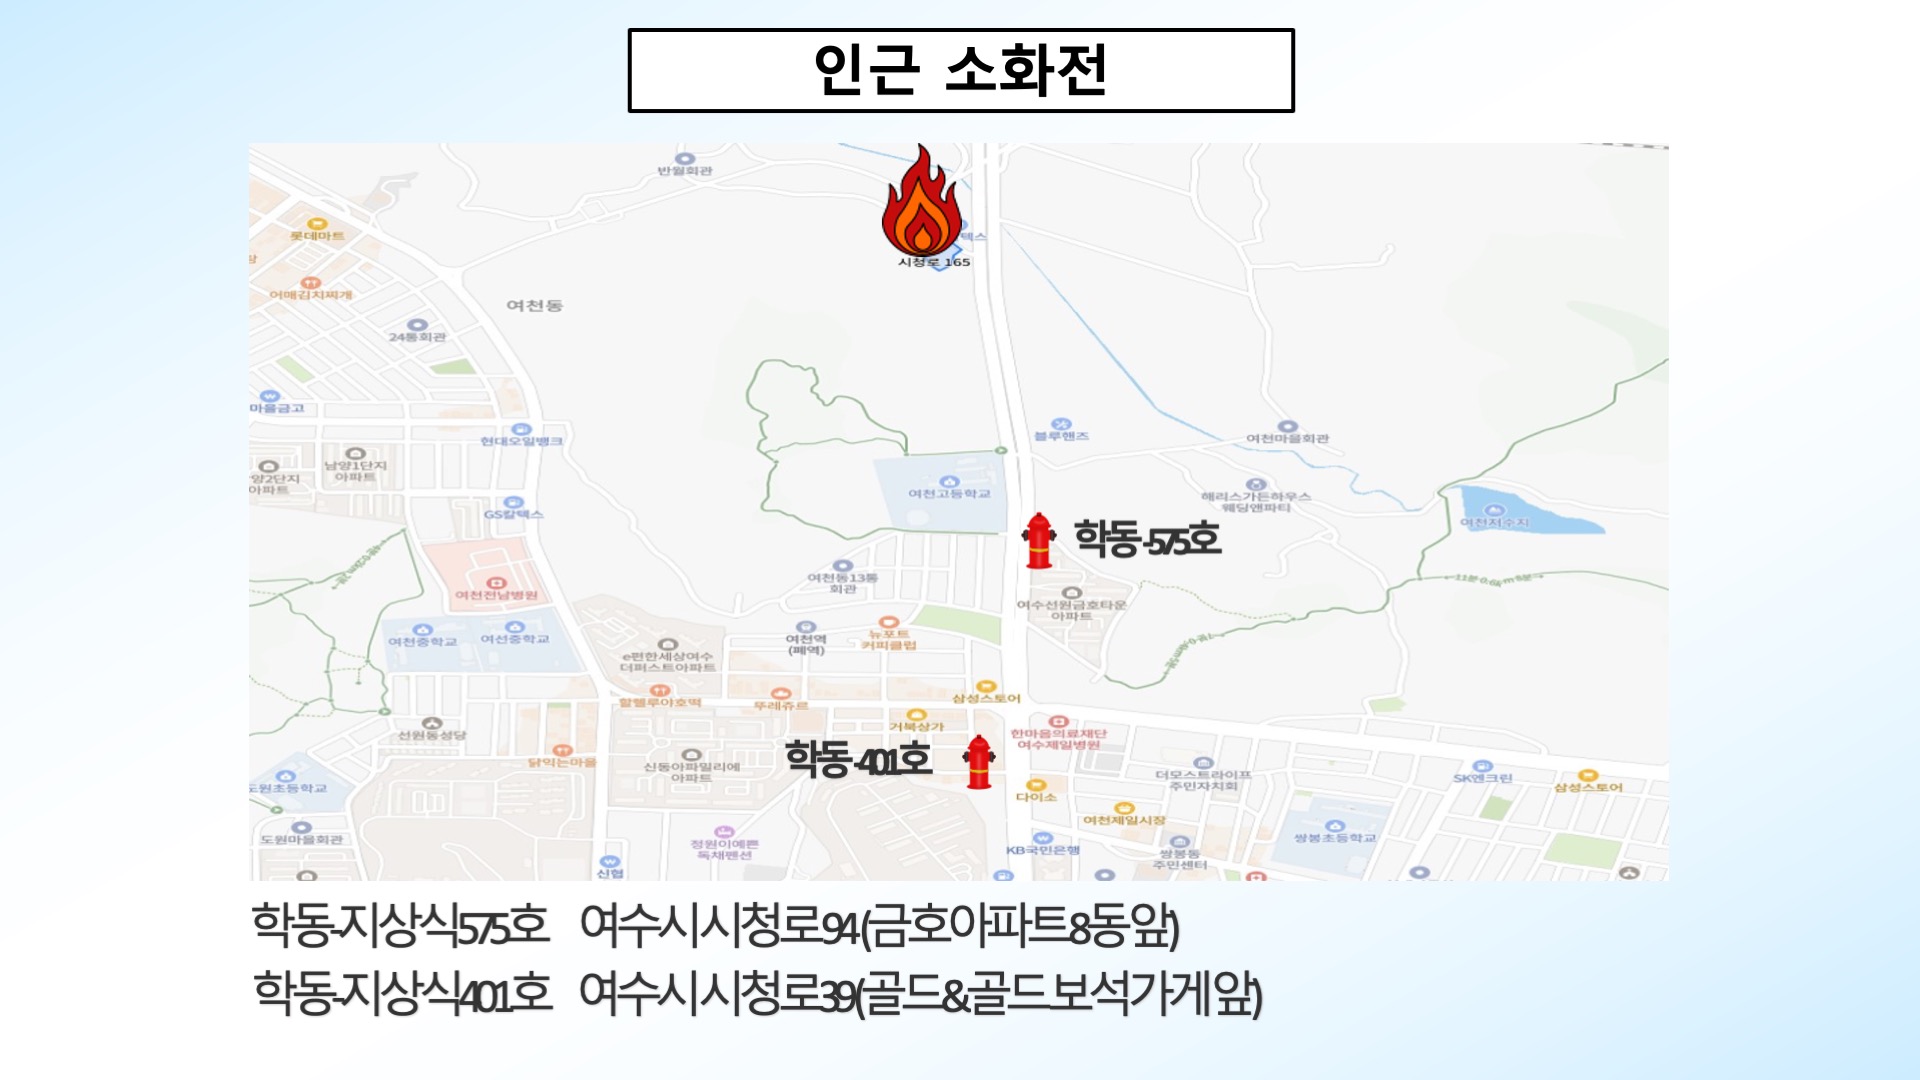 인근 소화전
반월회관
롯데마트
텍스
시청로 165
어매김치찌개
여천동
24통회관
마을금고
현대오일뱅크
블루핸즈
여천마을회관
남양1단지
아파트
양2단지
아파트
여천고등학교
해리스가든하우스
웨딩앤파티
GS칼텍스
여천저수지
학동-575호
여천동13통
회관
여천전남병원
여수선원금호타운
아파트
여천중학교
여선중학교
여천역
(폐역)
뉴포트
커피클럽
e편한세상여수
더퍼스트아파트
할렐루야호떡
뚜레쥬르
삼성스토어
거북상가
선원동성당
한마음의료재단
여수제일병원
학동-401호
닭익는마을
신동아파밀리에
아파트
더모스트라이프
주민자치회
SK엔크린
삼성스토어
도원초등학교
다이소
여천제일시장
도원마을회관
정원이예쁜
독채펜션
KB국민은행
쌍봉동
주민센터
쌍봉초등학교
신협
학동-지상식575호 여수시 시청로94 (금호아파트 8동 앞)
학동-지상식401호 여수시 시청로39(골드&골드 보석가게 앞)